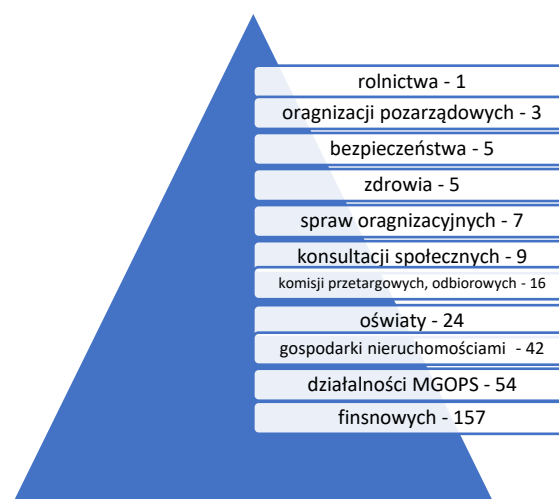 rolnictwa - 1
oragnizacji pozarządowych - 3
bezpieczeństwa - 5
zdrowia - 5
spraw oragnizacyjnych - 7
konsultacji społecznych - 9
komisji przetargowych, odbiorowych - 16
oświaty - 24
gospodarki nieruchomościami - 42
działalności MGOPS - 54
finsnowych - 157